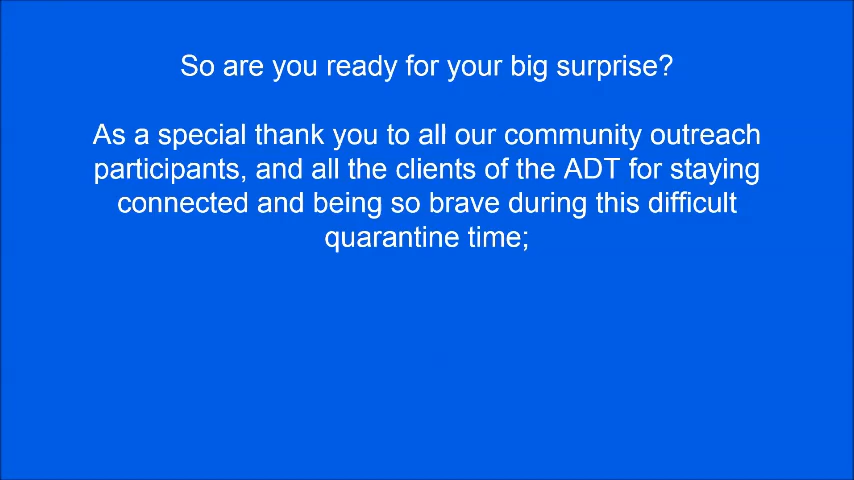 So are you ready for your big surprise?
As a special thank you to all our community outreach
participants, and all the clients of the ADT for staying
connected and being so brave during this difficult
quarantine time;